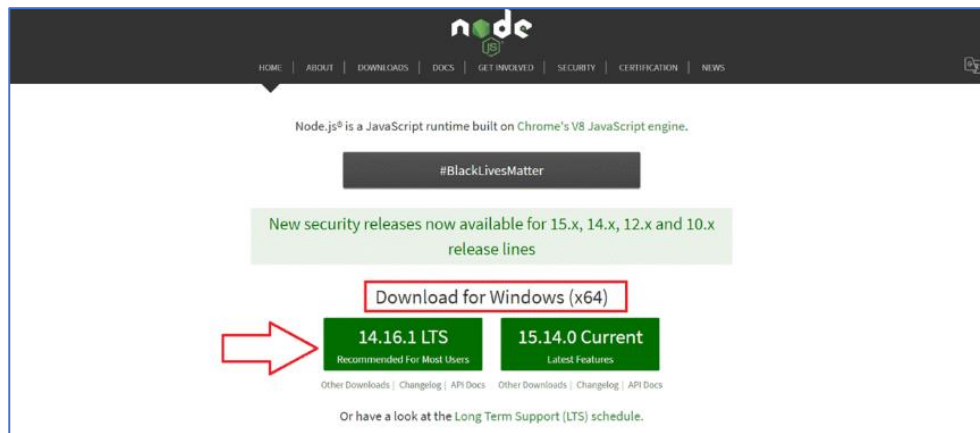 node
JS
HOME | ABOUT | DOWNLOADS | DOCS | GET INVOLVED | SECURITY | CERTIFICATION | NEWS
Node.js® is a JavaScript runtime built on Chrome's V8 JavaScript engine.
#BlackLivesMatter
New security releases now available for 15.x, 14.x, 12.x and 10.x
release lines
Download for Windows (x64)
14.16.1 LTS
Recommended For Most Users
15.14.0 Current
Latest Features
Other Downloads | Changelog | API Docs
Other Downloads | Changelog | API Docs
Or have a look at the Long Term Support (LTS) schedule.